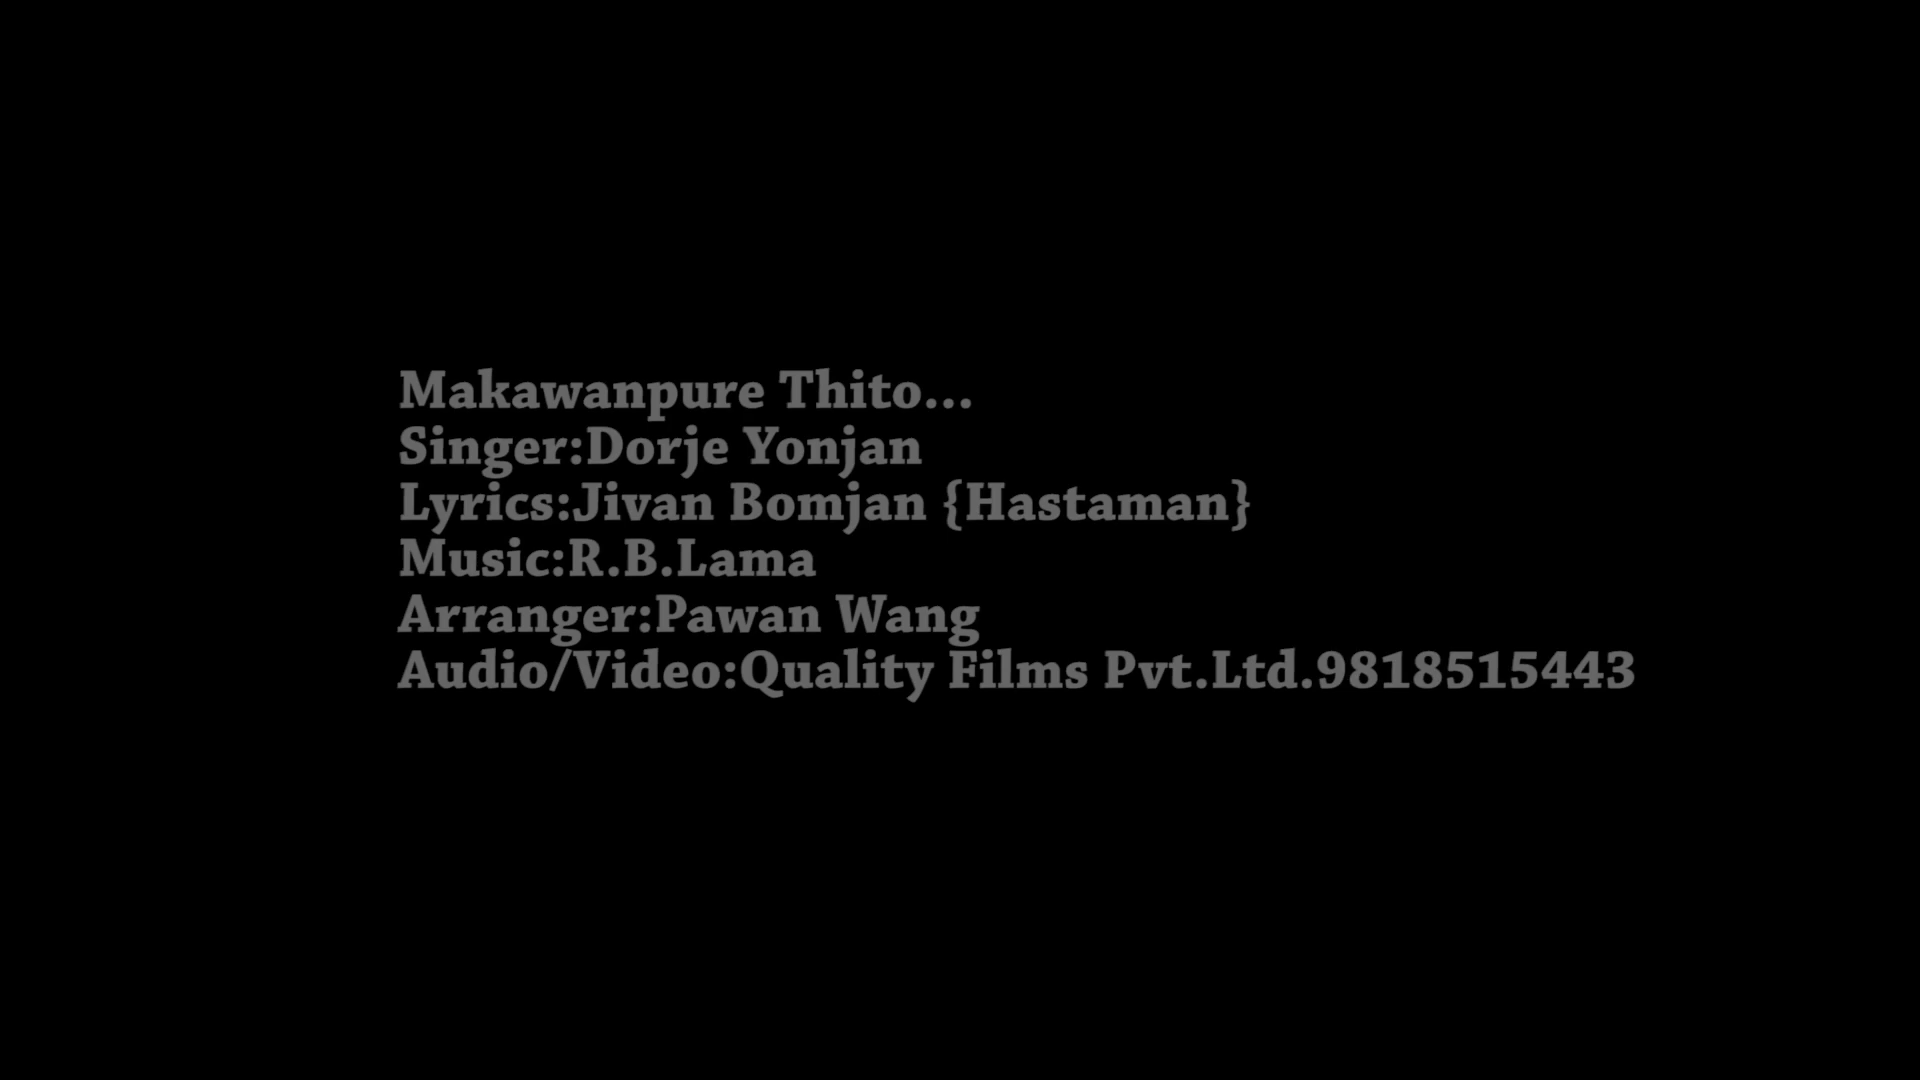 Makawanpure Thito...
Singer:Dorje Yonjan
Lyrics:Jivan Bomjan {Hastaman}
Music:R.B.Lama
Arranger:Pawan Wang
Audio/Video:Quality Films Pvt.Ltd.9818515443